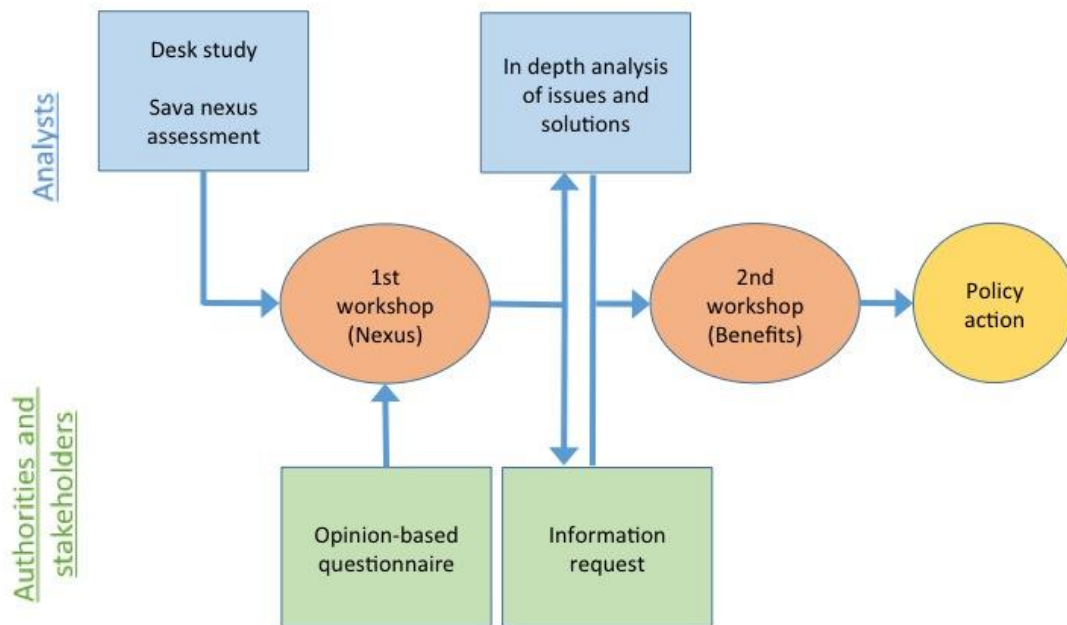 Analysts
Desk study
Sava nexus
assessment
In depth analysis
of issues and
solutions
1st
workshop
(Nexus)
2nd
workshop
(Benefits)
Policy
action
Authorities and
stakeholders
Opinion-based
questionnaire
Information
request